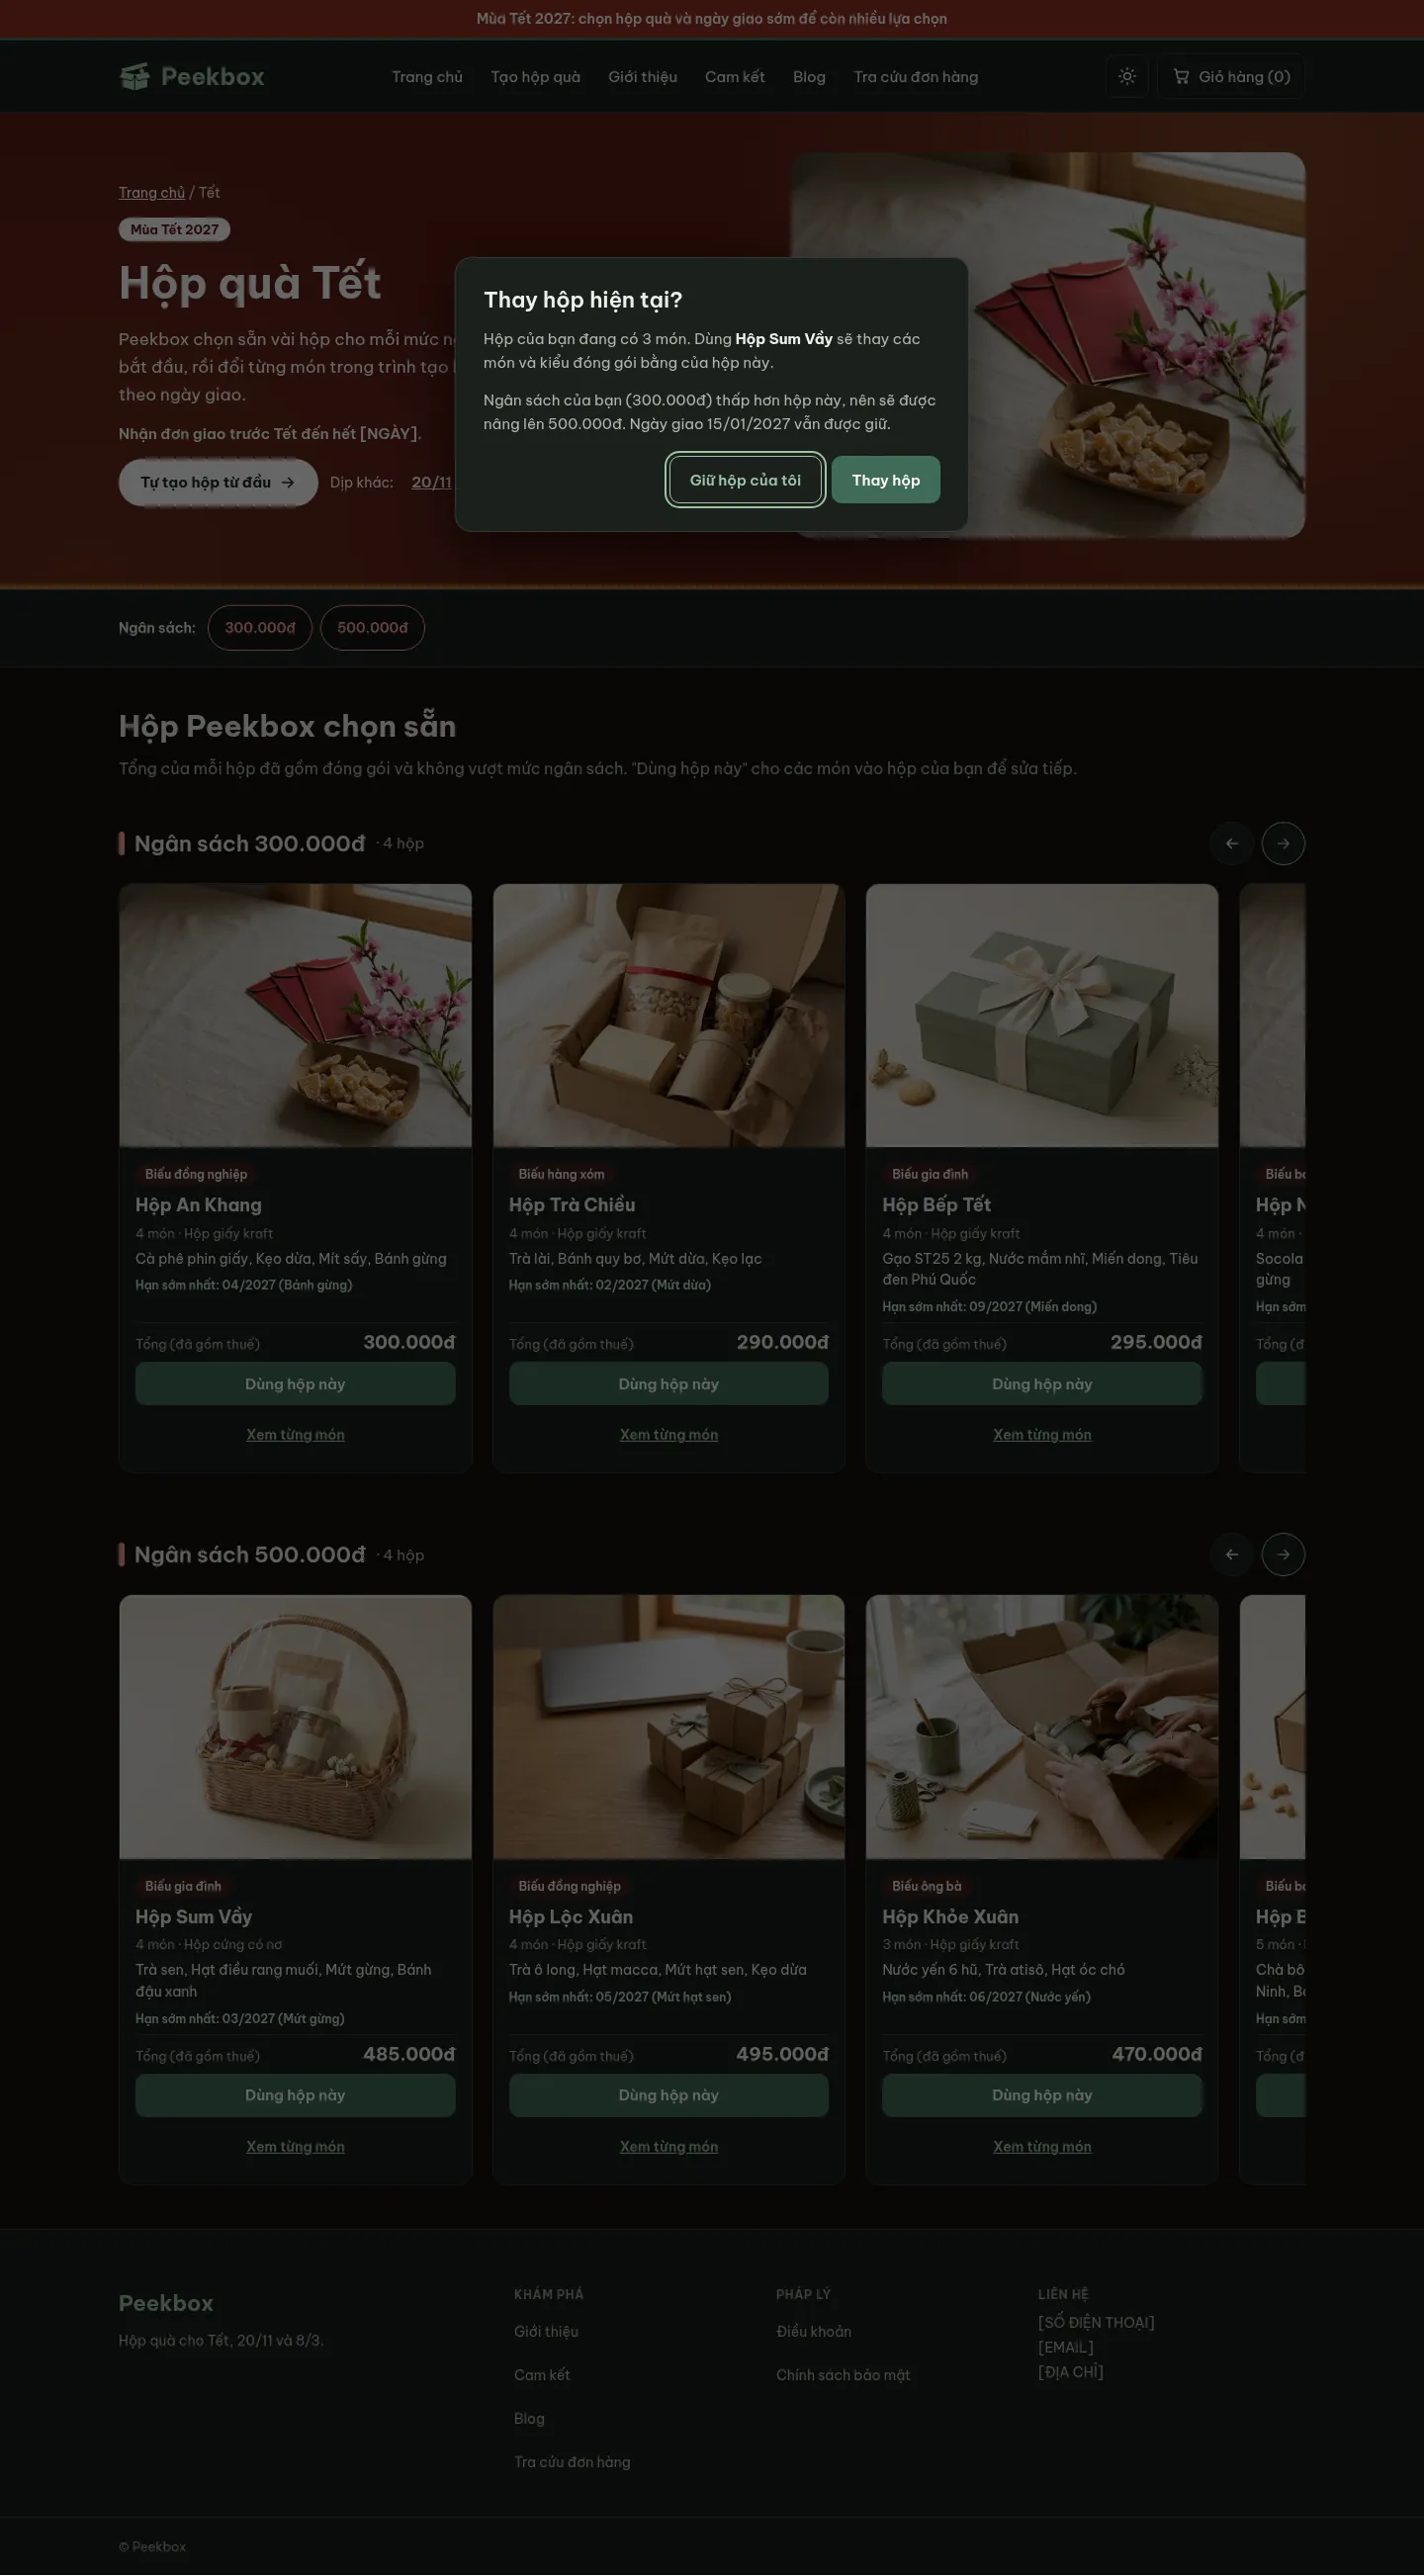 Mùa Tết 2027: chọn hộp quà và ngày giao sớm để còn nhiều lựa chọn
Peekbox
Trang chủ
Tạo hộp quà
Giới thiệu
Cam kết
Blog
Tra cứu đơn hàng
Giỏ hàng (0)
Trang chủ / Tết
Mùa Tết 2027
Hộp quà Tết
Peekbox chọn sẵn vài hộp cho mỗi mức
bắt đầu, rồi đổi từng món trong trình tạo
theo ngày giao.
Nhận đơn giao trước Tết đến hết [NGÀY].
Tự tạo hộp từ đầu →
Dịp khác: 20/11
Thay hộp hiện tại?
Hộp của bạn đang có 3 món. Dùng Hộp Sum Vầy sẽ thay các
món và kiểu đóng gói bằng của hộp này.
Ngân sách của bạn (300.000đ) thấp hơn hộp này, nên sẽ được
nâng lên 500.000đ. Ngày giao 15/01/2027 vẫn được giữ.
Giữ hộp của tôi
Thay hộp
Ngân sách: 300.000đ 500.000đ
Hộp Peekbox chọn sẵn
Tổng của mỗi hộp đã gồm đóng gói và không vượt mức ngân sách. "Dùng hộp này" cho các món vào hộp của bạn để sửa tiếp.
Ngân sách 300.000đ · 4 hộp
Biếu đồng nghiệp
Hộp An Khang
4 món · Hộp giấy kraft
Cà phê phin giấy, Kẹo dừa, Mít sấy, Bánh gừng
Hạn sớm nhất: 04/2027 (Bánh gừng)
Tổng (đã gồm thuế) 300.000đ
Dùng hộp này
Xem từng món
Biếu hàng xóm
Hộp Trà Chiều
4 món · Hộp giấy kraft
Trà lài, Bánh quy bơ, Mứt dừa, Kẹo lạc
Hạn sớm nhất: 02/2027 (Mứt dừa)
Tổng (đã gồm thuế) 290.000đ
Dùng hộp này
Xem từng món
Biếu gia đình
Hộp Bếp Tết
4 món · Hộp giấy kraft
Gạo ST25 2 kg, Nước mắm nhĩ, Miến dong, Tiêu
đen Phú Quốc
Hạn sớm nhất: 09/2027 (Miến dong)
Tổng (đã gồm thuế) 295.000đ
Dùng hộp này
Xem từng món
Biếu
Hộp
4 món ·
Socola
gừng
Hạn sớm
Tổng
Ngân sách 500.000đ · 4 hộp
Biếu gia đình
Hộp Sum Vầy
4 món · Hộp cứng có nơ
Trà sen, Hạt điều rang muối, Mứt gừng, Bánh
đậu xanh
Hạn sớm nhất: 03/2027 (Mứt gừng)
Tổng (đã gồm thuế) 485.000đ
Dùng hộp này
Xem từng món
Biếu đồng nghiệp
Hộp Lộc Xuân
4 món · Hộp giấy kraft
Trà ô long, Hạt macca, Mứt hạt sen, Kẹo dừa
Hạn sớm nhất: 05/2027 (Mứt hạt sen)
Tổng (đã gồm thuế) 495.000đ
Dùng hộp này
Xem từng món
Biếu ông bà
Hộp Khỏe Xuân
3 món · Hộp giấy kraft
Nước yến 6 hũ, Trà atisô, Hạt óc chó
Hạn sớm nhất: 06/2027 (Nước yến)
Tổng (đã gồm thuế) 470.000đ
Dùng hộp này
Xem từng món
Biếu
Hộp
5 món ·
Chà
Ninh,
Hạn sớm
Tổng
Peekbox
Hộp quà cho Tết, 20/11 và 8/3.
KHÁM PHÁ
Giới thiệu
Cam kết
Blog
Tra cứu đơn hàng
PHÁP LÝ
Điều khoản
Chính sách bảo mật
LIÊN HỆ
[SỐ ĐIỆN THOẠI]
[EMAIL]
[ĐỊA CHỈ]
© Peekbox